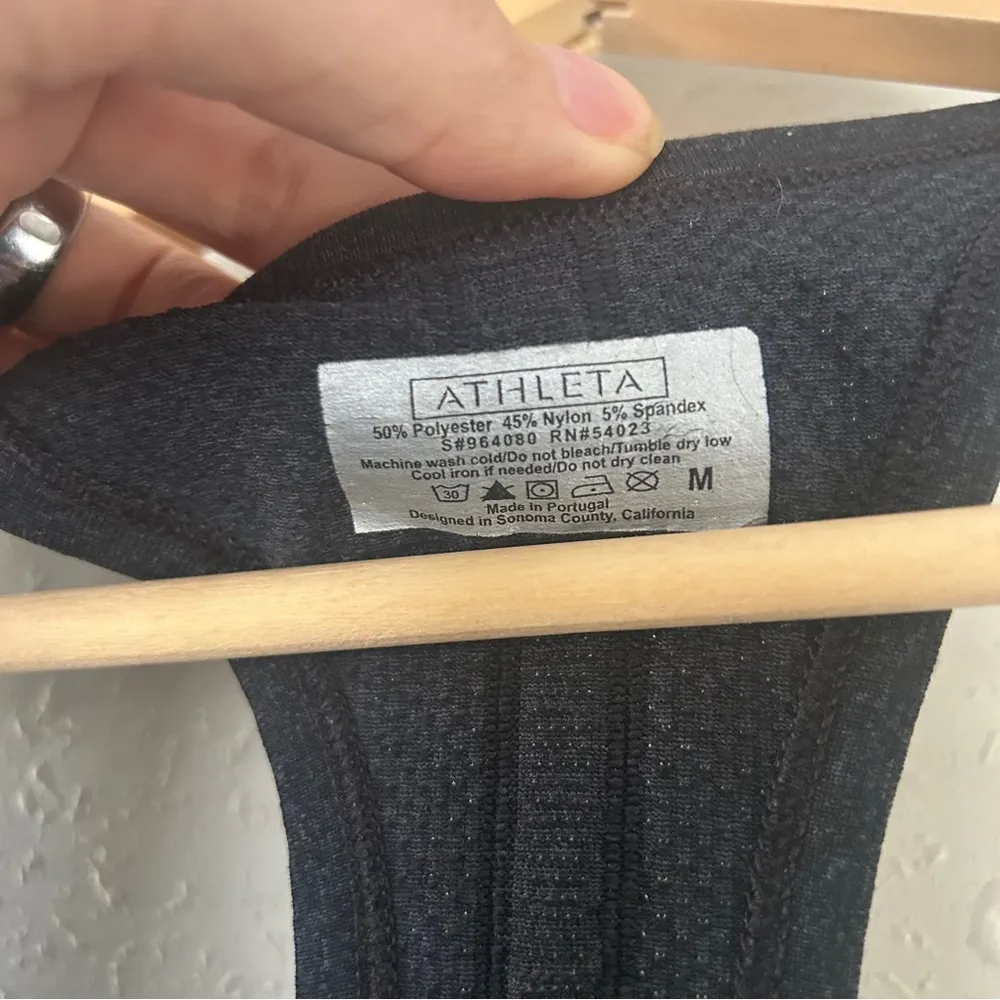 ATHLETA
50% Polyester 45% Nylon 5% Spandex
S#964080 RN#54023
Machine wash cold/Do not bleach/Tumble dry low
Cool iron if needed/Do not dry clean
30 M
Made in Portugal
Designed in Sonoma County, California